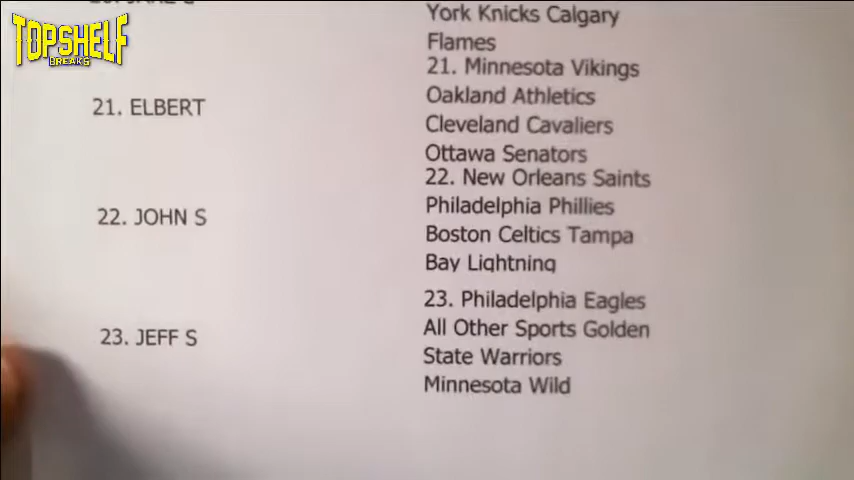 TOPSHELF
BREAKS
York Knicks Calgary
Flames
21. ELBERT
21. Minnesota Vikings
Oakland Athletics
Cleveland Cavaliers
Ottawa Senators
22. JOHN S
22. New Orleans Saints
Philadelphia Phillies
Boston Celtics Tampa
Bay Lightning
23. JEFF S
23. Philadelphia Eagles
All Other Sports Golden
State Warriors
Minnesota Wild